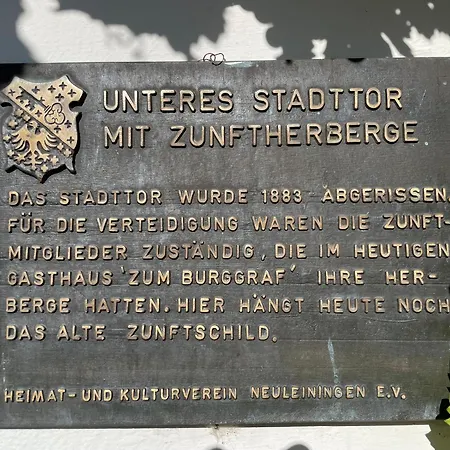 UNTERES STADTTOR
MIT ZUNFTHERBERGE
DAS STADTTOR WURDE 1883 ABGERISSEN.
FÜR DIE VERTEIDIGUNG WAREN DIE ZUNFT-
MITGLIEDER ZUSTÄNDIG, DIE IM HEUTIGEN
GASTHAUS 'ZUM BURGGRAF' IHRE HER-
BERGE HATTEN. HIER HÄNGT HEUTE NOCH
DAS ALTE ZUNFTSCHILD.
HEIMAT- UND KULTURVEREIN NEULEININGEN E.V.